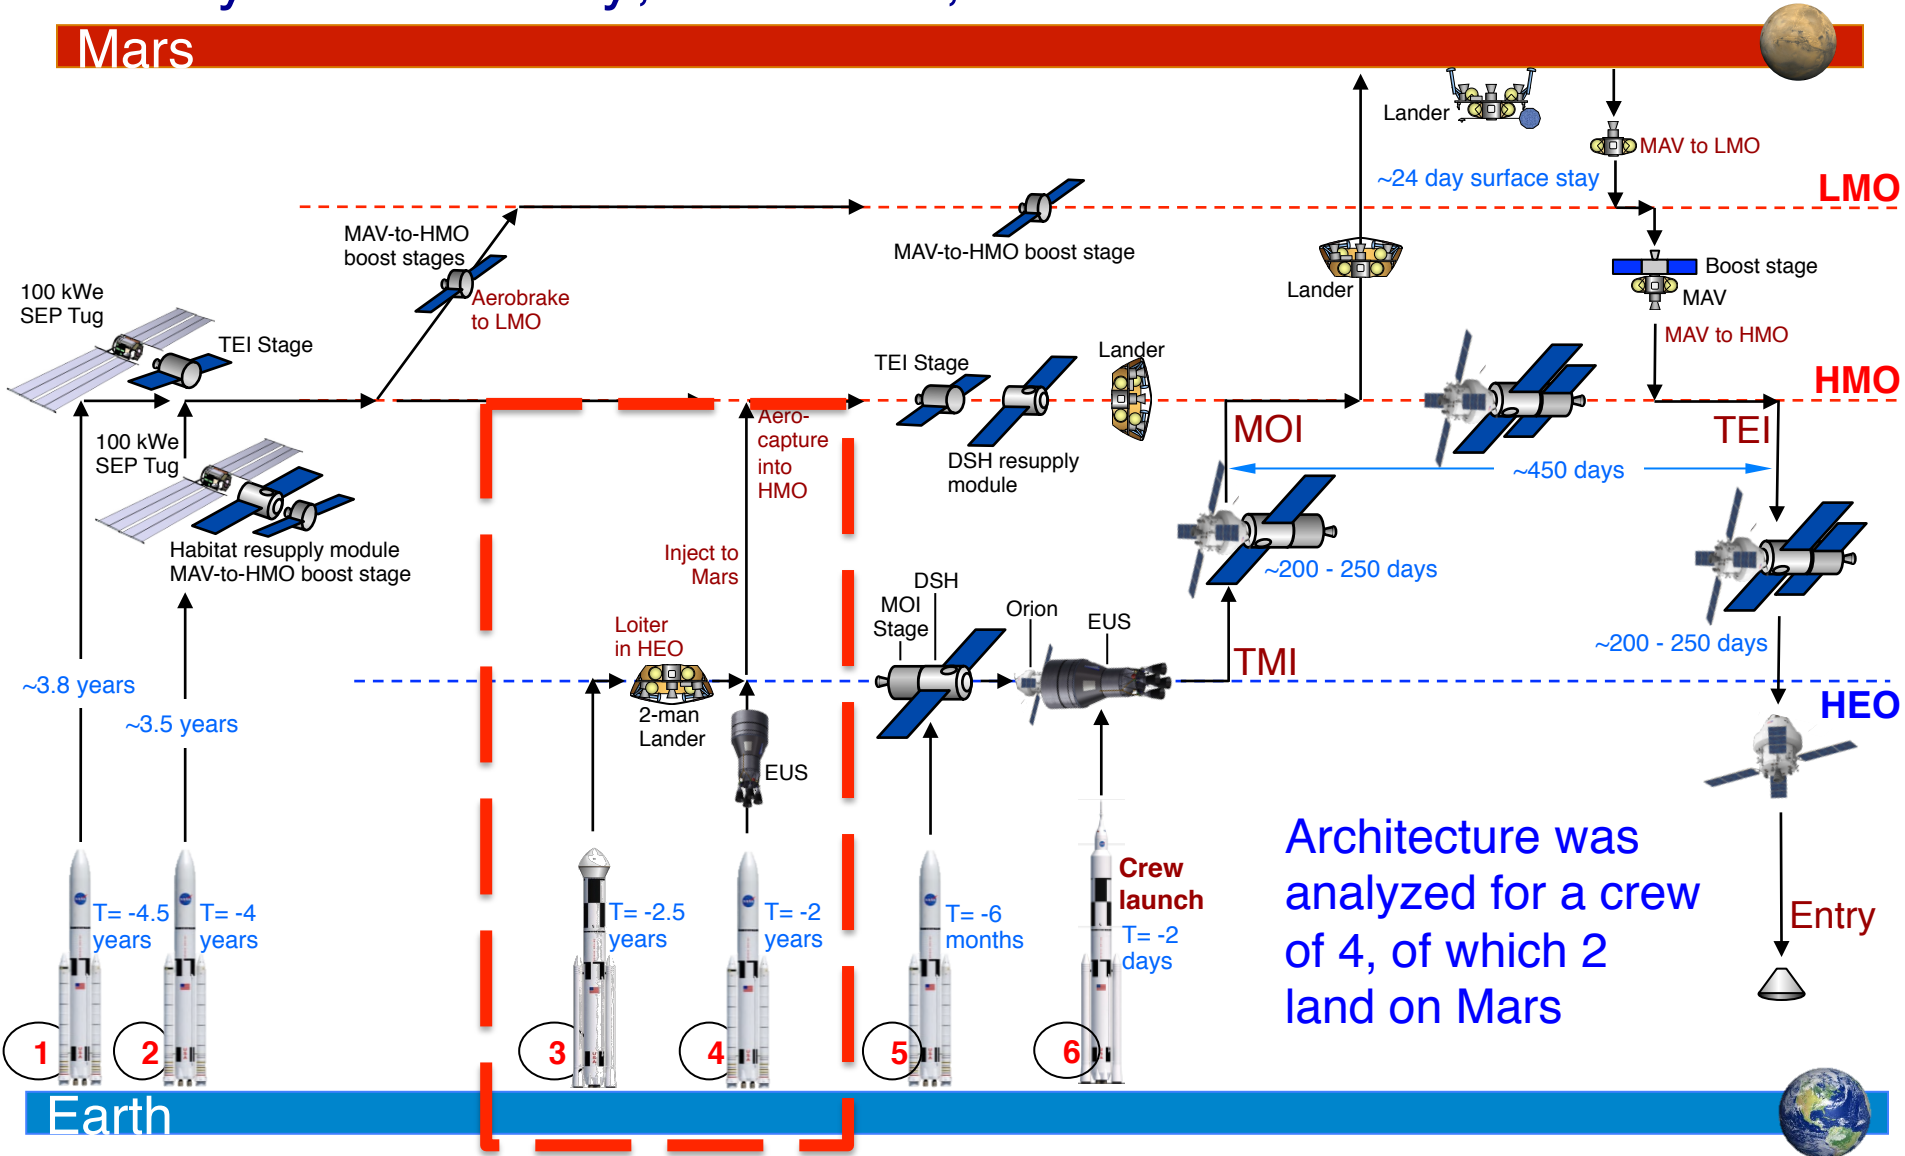 Mars
Lander
MAV to LMO
~24 day surface stay
LMO
MAV-to-HMO
boost stages
MAV-to-HMO boost stage
Aerobrake
to LMO
Lander
Boost stage
MAV
MAV to HMO
100 kWe
SEP Tug
TEI Stage
TEI Stage
Lander
HMO
100 kWe
SEP Tug
Aero-
capture
into
HMO
DSH resupply
module
MOI
TEI
~450 days
Habitat resupply module
MAV-to-HMO boost stage
Inject to
Mars
~200 - 250 days
DSH
MOI
Stage
Orion
EUS
Loiter
in HEO
~200 - 250 days
TMI
~3.8 years
~3.5 years
2-man
Lander
EUS
HEO
Architecture was
analyzed for a crew
of 4, of which 2
land on Mars
Crew
launch
T= -4.5
years
T= -4
years
T= -2.5
years
T= -2
years
T= -6
months
T= -2
days
Entry
1
2
3
4
5
6
Earth